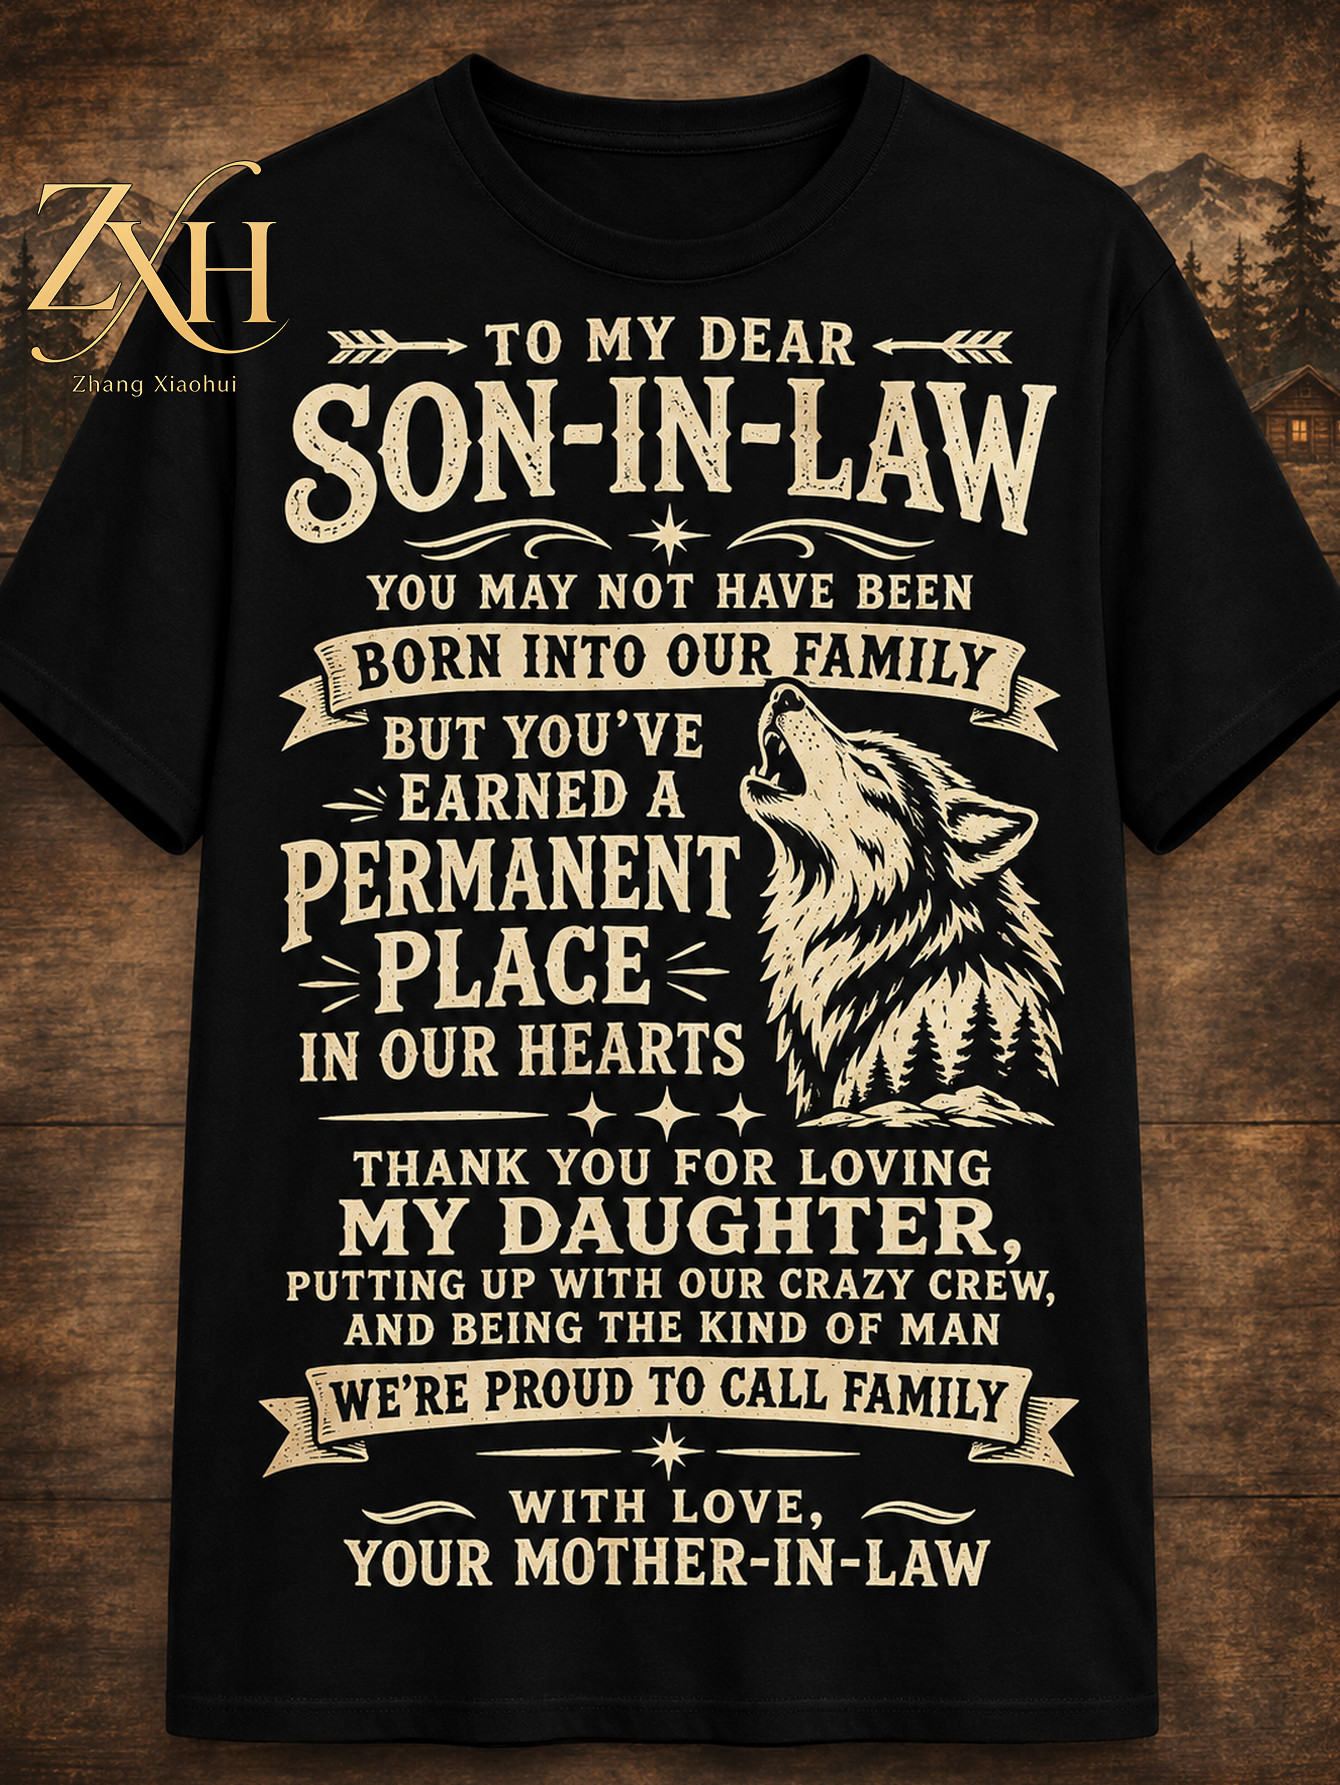 ZXH
Zhang Xiaohui
TO MY DEAR
SON-IN-LAW
YOU MAY NOT HAVE BEEN
BORN INTO OUR FAMILY
BUT YOU'VE
EARNED A
PERMANENT
PLACE
IN OUR HEARTS
THANK YOU FOR LOVING
MY DAUGHTER,
PUTTING UP WITH OUR CRAZY CREW,
AND BEING THE KIND OF MAN
WE'RE PROUD TO CALL FAMILY
WITH LOVE,
YOUR MOTHER-IN-LAW